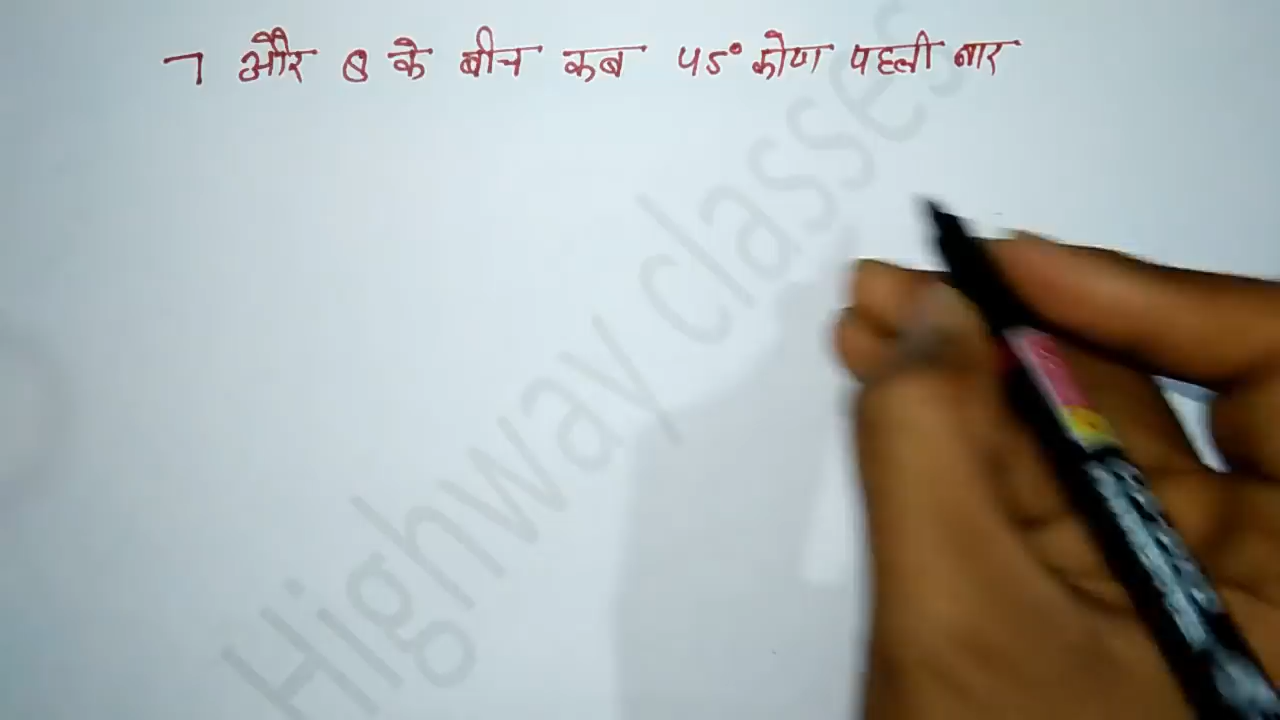 7 और 8 के बीच कब 45° कोण पहली बार
Highway classes